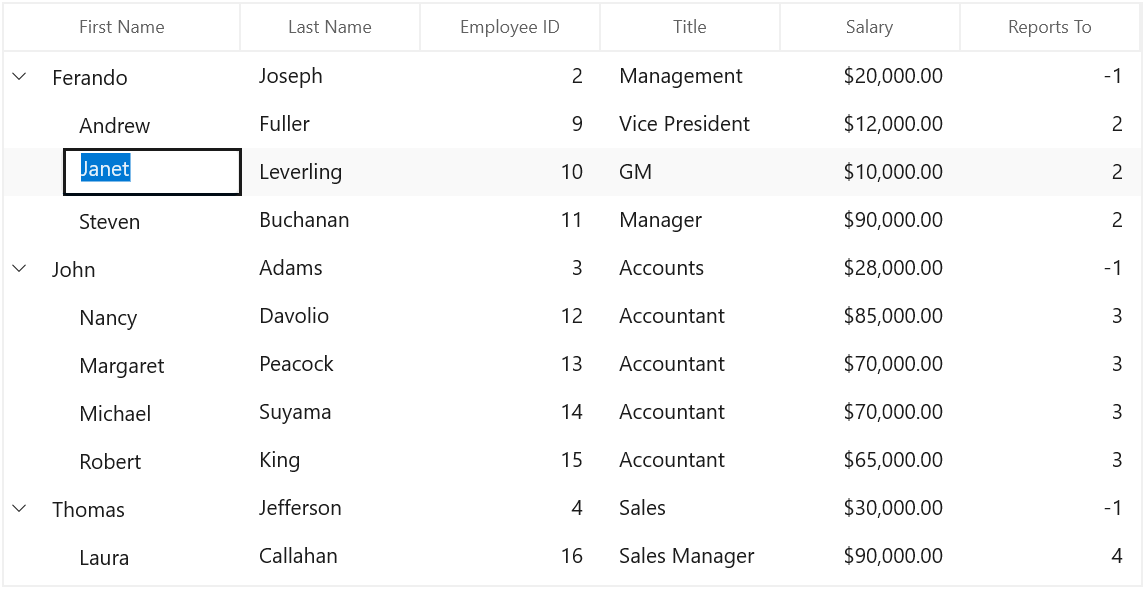 First Name Last Name Employee ID Title Salary Reports To
Ferando Joseph 2 Management $20,000.00 -1
Andrew Fuller 9 Vice President $12,000.00 2
Janet Leverling 10 GM $10,000.00 2
Steven Buchanan 11 Manager $90,000.00 2
John Adams 3 Accounts $28,000.00 -1
Nancy Davolio 12 Accountant $85,000.00 3
Margaret Peacock 13 Accountant $70,000.00 3
Michael Suyama 14 Accountant $70,000.00 3
Robert King 15 Accountant $65,000.00 3
Thomas Jefferson 4 Sales $30,000.00 -1
Laura Callahan 16 Sales Manager $90,000.00 4